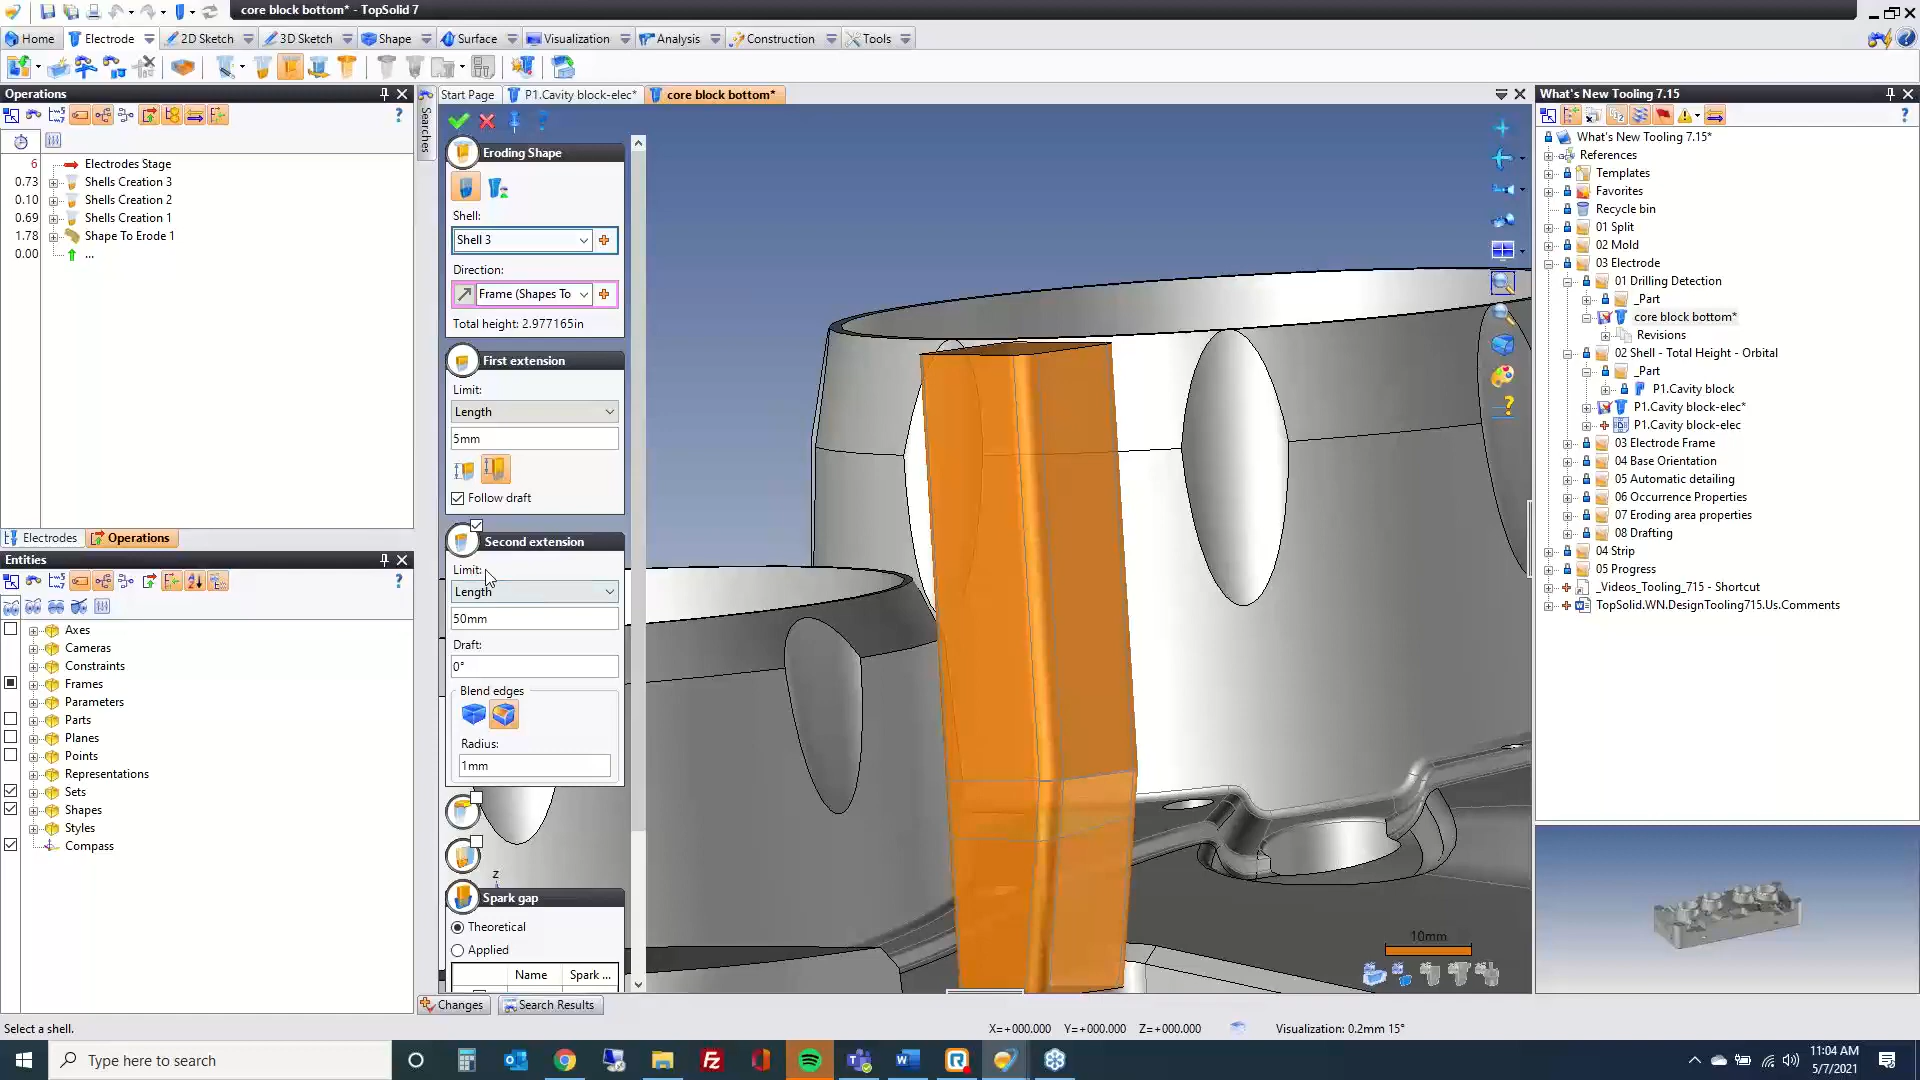 core block bottom* - TopSolid 7
Home
Electrode
2D Sketch
3D Sketch
Shape
Surface
Visualization
Analysis
Construction
Tools
Operations
6 Electrodes Stage
0.73 Shells Creation 3
0.10 Shells Creation 2
0.69 Shells Creation 1
1.78 Shape To Erode 1
0.00 ...
Electrodes
Operations
Entities
Axes
Cameras
Constraints
Frames
Parameters
Parts
Planes
Points
Representations
Sets
Shapes
Styles
Compass
Searches
Start Page
P1.Cavity block-elec*
core block bottom*
Eroding Shape
Shell:
Shell 3
Direction:
Frame (Shapes To
Total height: 2.977165in
First extension
Limit:
Length
5mm
Follow draft
Second extension
Limit:
Length
50mm
Draft:
0°
Blend edges
Radius:
1mm
z
Spark gap
Theoretical
Applied
Name Spark ...
10mm
Changes
Search Results
What's New Tooling 7.15
What's New Tooling 7.15*
References
Templates
Favorites
Recycle bin
01 Split
02 Mold
03 Electrode
01 Drilling Detection
_Part
core block bottom*
Revisions
02 Shell - Total Height - Orbital
_Part
P1.Cavity block
P1.Cavity block-elec*
P1.Cavity block-elec
03 Electrode Frame
04 Base Orientation
05 Automatic detailing
06 Occurrence Properties
07 Eroding area properties
08 Drafting
04 Strip
05 Progress
_Videos_Tooling_715 - Shortcut
TopSolid.WN.DesignTooling715.Us.Comments
Select a shell.
X=+000.000 Y=+000.000 Z=+000.000
Visualization: 0.2mm 15°
Type here to search
11:04 AM
5/7/2021